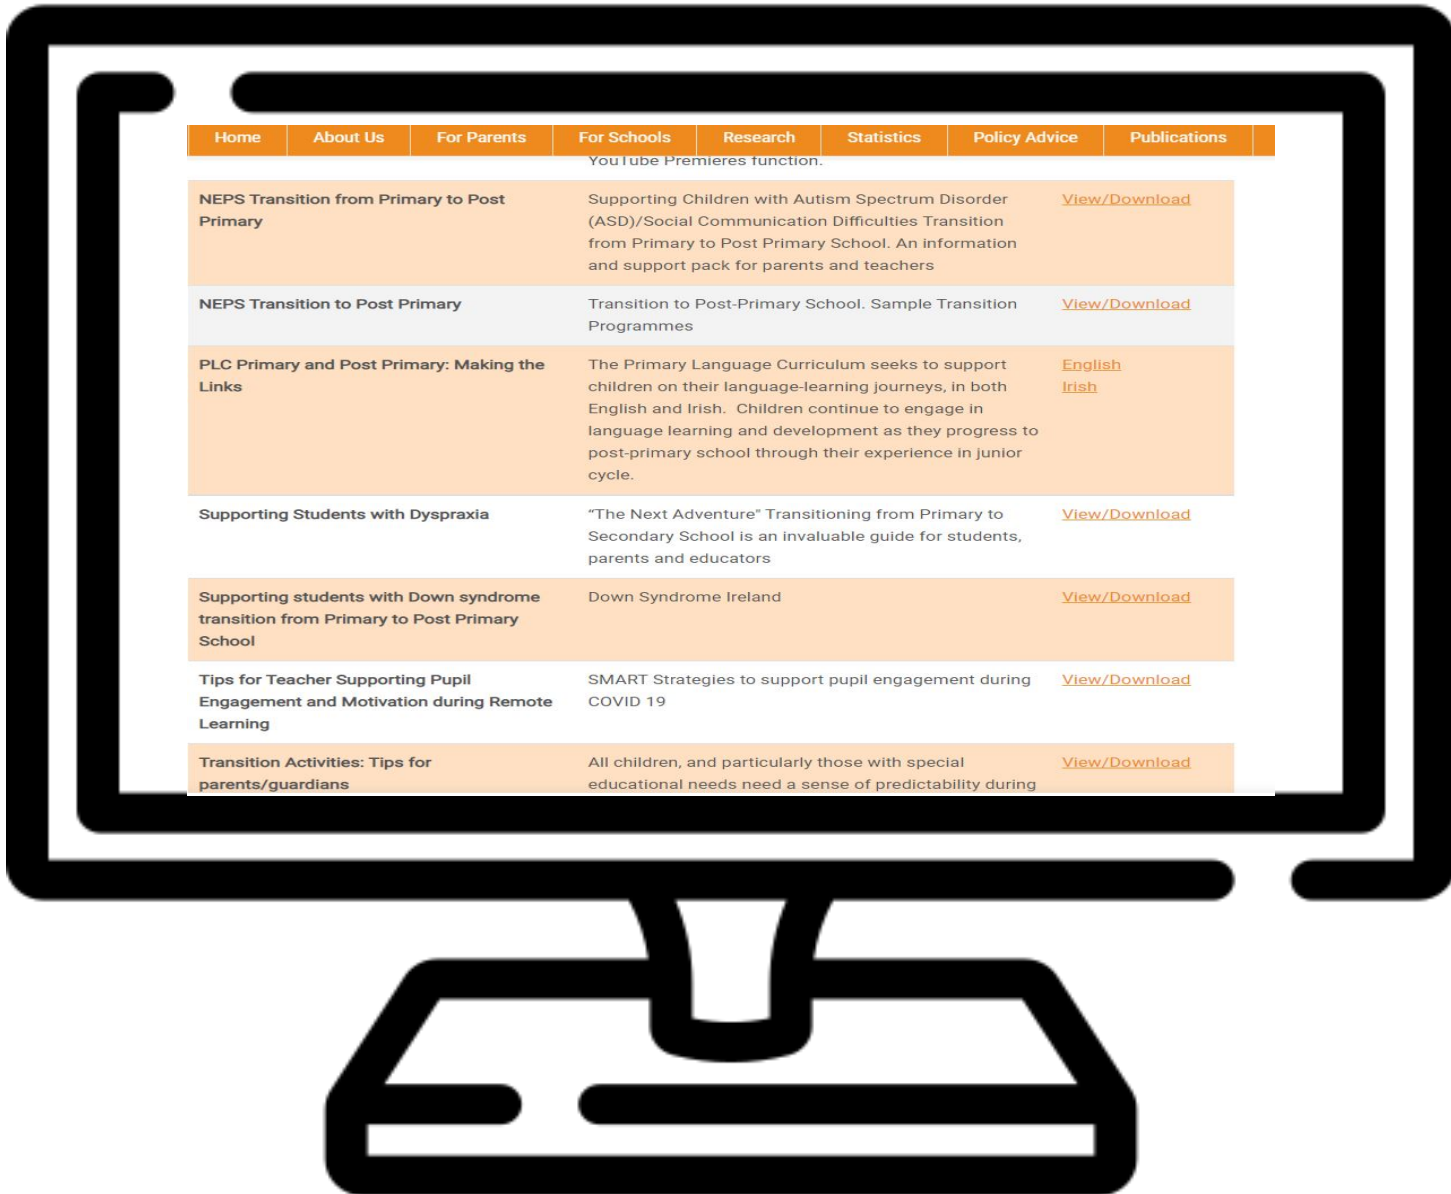 Home About Us For Parents For Schools Research Statistics Policy Advice Publications
YouTube Premieres function.
NEPS Transition from Primary to Post
Primary
Supporting Children with Autism Spectrum Disorder
(ASD)/Social Communication Difficulties Transition
from Primary to Post Primary School. An information
and support pack for parents and teachers
View/Download
NEPS Transition to Post Primary
Transition to Post-Primary School. Sample Transition
Programmes
View/Download
PLC Primary and Post Primary: Making the
Links
The Primary Language Curriculum seeks to support
children on their language-learning journeys, in both
English and Irish. Children continue to engage in
language learning and development as they progress to
post-primary school through their experience in junior
cycle.
English
Irish
Supporting Students with Dyspraxia
“The Next Adventure" Transitioning from Primary to
Secondary School is an invaluable guide for students,
parents and educators
View/Download
Supporting students with Down syndrome
transition from Primary to Post Primary
School
Down Syndrome Ireland
View/Download
Tips for Teacher Supporting Pupil
Engagement and Motivation during Remote
Learning
SMART Strategies to support pupil engagement during
COVID 19
View/Download
Transition Activities: Tips for
parents/guardians
All children, and particularly those with special
educational needs need a sense of predictability during
View/Download